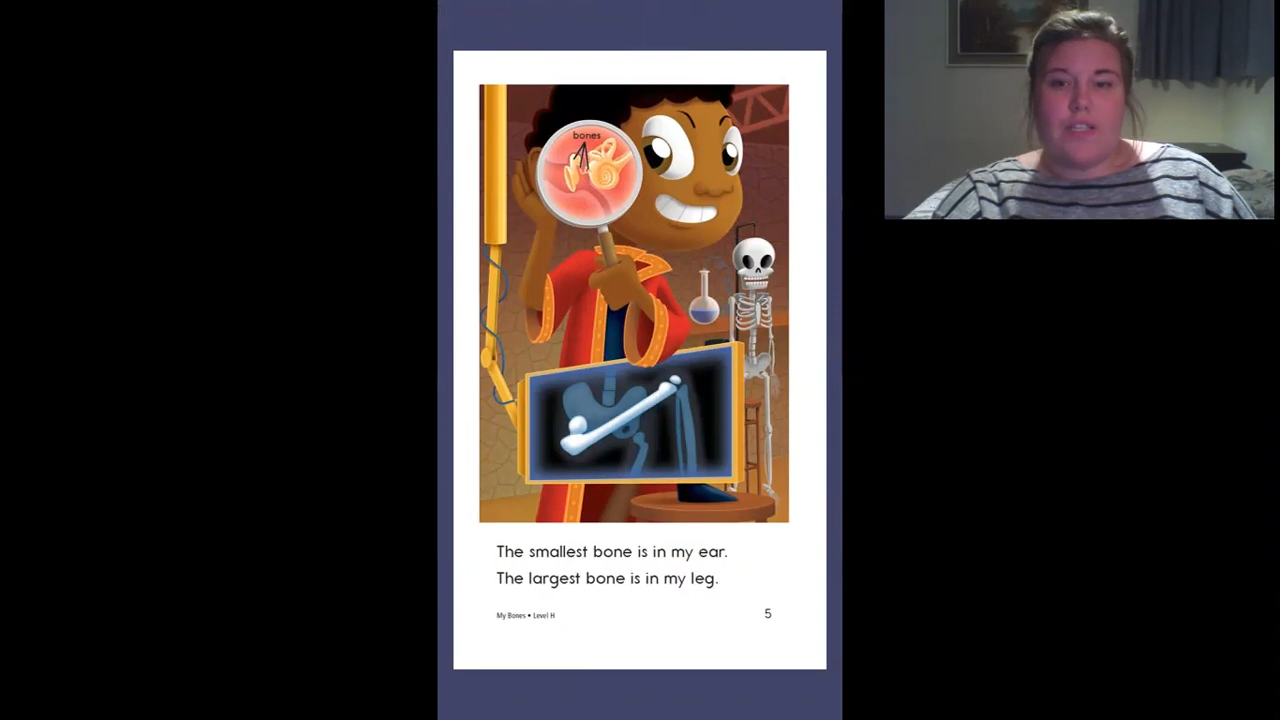 bones
The smallest bone is in my ear.
The largest bone is in my leg.
My Bones • Level H
5